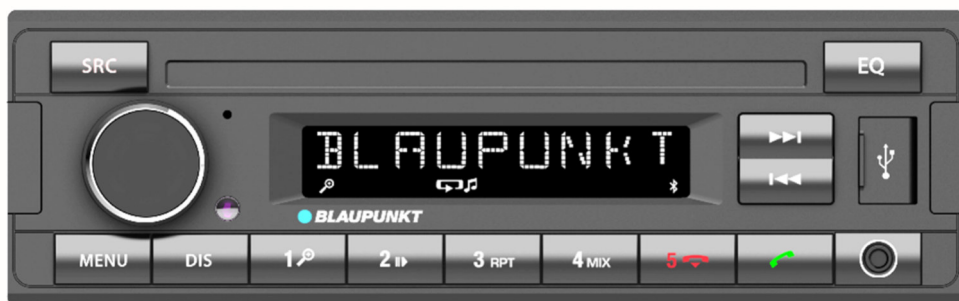 SRC
EQ
BLAUPUNKT
BLAUPUNKT
MENU DIS 1 2 3 RPT 4 MIX 5